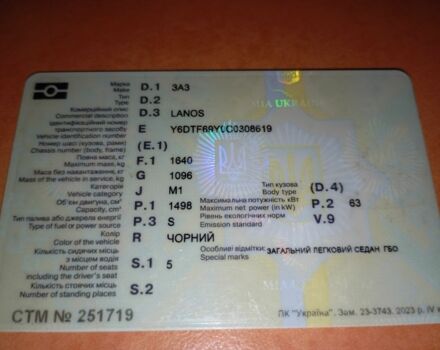 Марка
Make D.1 ЗАЗ
Тип
Type D.2
Комерційний опис
Commercial description D.3 LANOS
MIA UKRAINE
Ідентифікаційний номер
транспортного засобу
Vehicle identification number E Y6DTF69Y0C0308619
Номер шасі (кузова, рами)
Chassis number (body, frame) (E.1)
Повна маса, кг
Maximum mass, kg F.1 1640
Маса без навантаження, кг
Mass of the vehicle in service, kg G 1096
Категорія
Vehicle category J M1
Тип кузова
Body type (D.4)
Об'єм двигуна, см³
Capacity, cm³ P.1 1498
Максимальна потужність кВт
Maximum net power (in kW) P.2 63
Тип палива або джерела енергії
Type of fuel or power source P.3 S
Рівень екологічних норм
Emission standard V.9
Колір
Color of the vehicle R ЧОРНИЙ
Особливі відмітки:
Special marks ЗАГАЛЬНИЙ ЛЕГКОВИЙ СЕДАН ГБО
Кількість сидячих місць
з місцем водія
Number of seats
including the driver's seat S.1 5
Кількість стоячих місць
Number of standing places S.2
СТМ № 251719
ПК "Україна". Зам. 23-3743. 2023 р. IV к